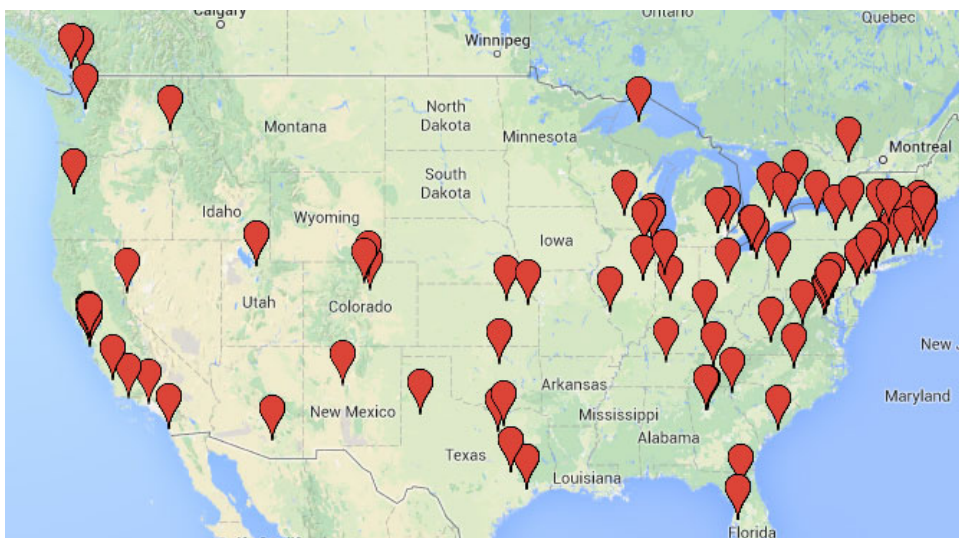 Calgary
Ontario
Quebec
Winnipeg
North
Dakota
Montana
Minnesota
Montreal
South
Dakota
Idaho
Wyoming
Iowa
Utah
Colorado
New J
Arkansas
Maryland
New Mexico
Mississippi
Alabama
Texas
Louisiana
Florida